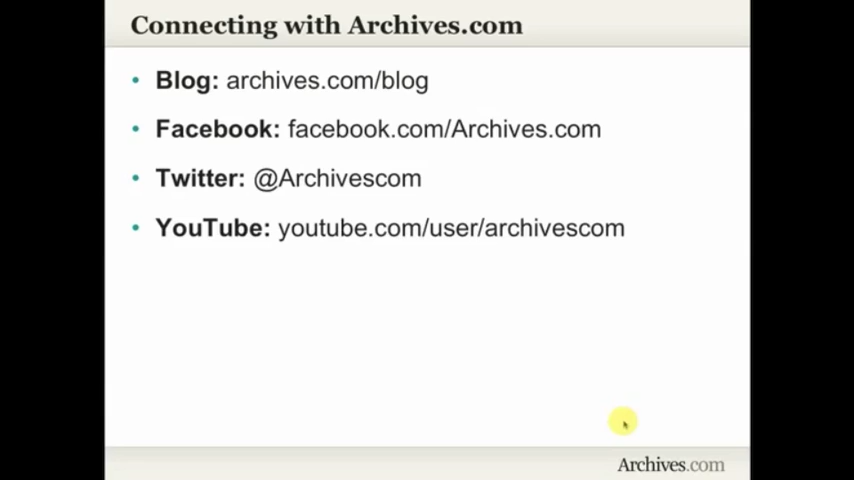 Connecting with Archives.com
• Blog: archives.com/blog
• Facebook: facebook.com/Archives.com
• Twitter: @Archivescom
• YouTube: youtube.com/user/archivescom
Archives.com